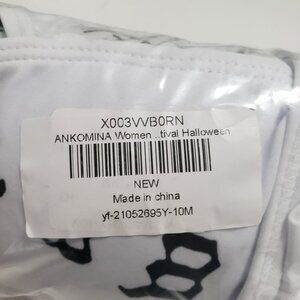 X003VVB0RN
ANKOMINA Women ...tival Halloween
NEW
Made in china
yf-21052695Y-10M